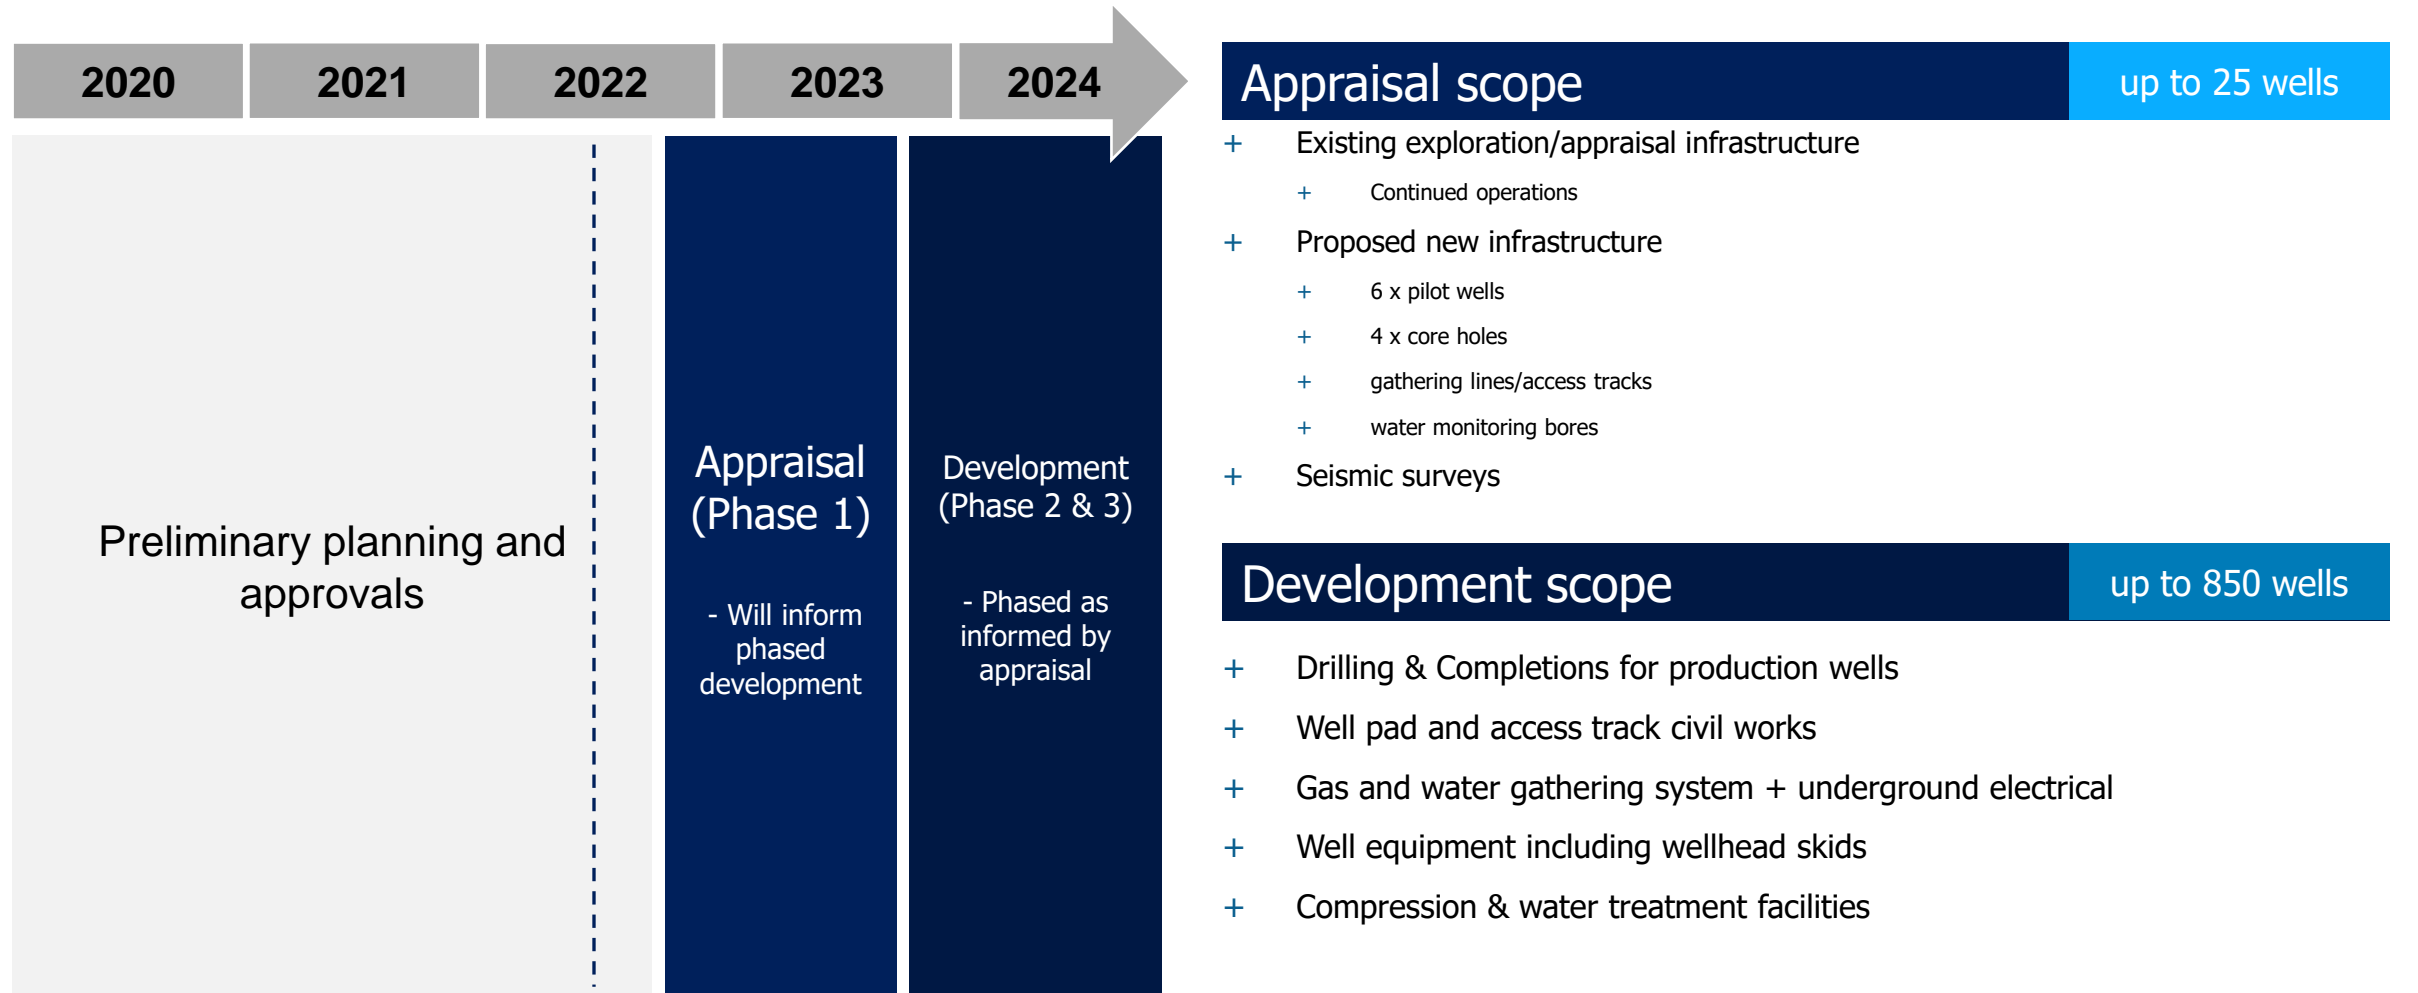 2020
2021
2022
2023
2024
Preliminary planning and
approvals
Appraisal
(Phase 1)
- Will inform
phased
development
Development
(Phase 2 & 3)
- Phased as
informed by
appraisal
Appraisal scope
up to 25 wells
+ Existing exploration/appraisal infrastructure
+ Continued operations
+ Proposed new infrastructure
+ 6 x pilot wells
+ 4 x core holes
+ gathering lines/access tracks
+ water monitoring bores
+ Seismic surveys
Development scope
up to 850 wells
+ Drilling & Completions for production wells
+ Well pad and access track civil works
+ Gas and water gathering system + underground electrical
+ Well equipment including wellhead skids
+ Compression & water treatment facilities